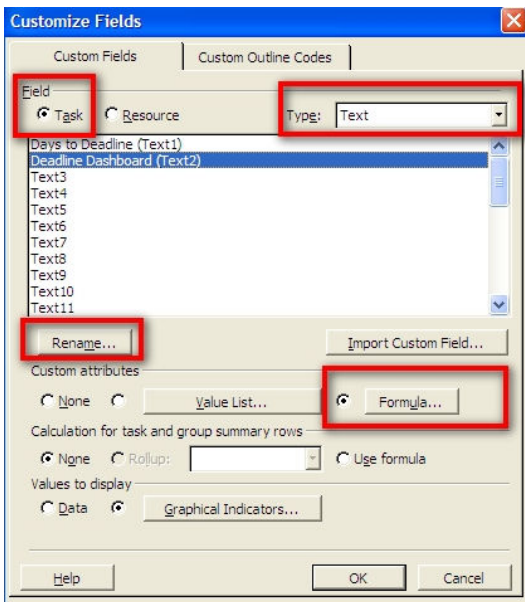 Customize Fields
Custom Fields Custom Outline Codes
Field
Task Resource Type: Text
Days to Deadline (Text1)
Deadline Dashboard (Text2)
Text3
Text4
Text5
Text6
Text7
Text8
Text9
Text10
Text11
Rename... Import Custom Field...
Custom attributes
None Value List... Formula...
Calculation for task and group summary rows
None Rollup: Use formula
Values to display
Data Graphical Indicators...
Help OK Cancel